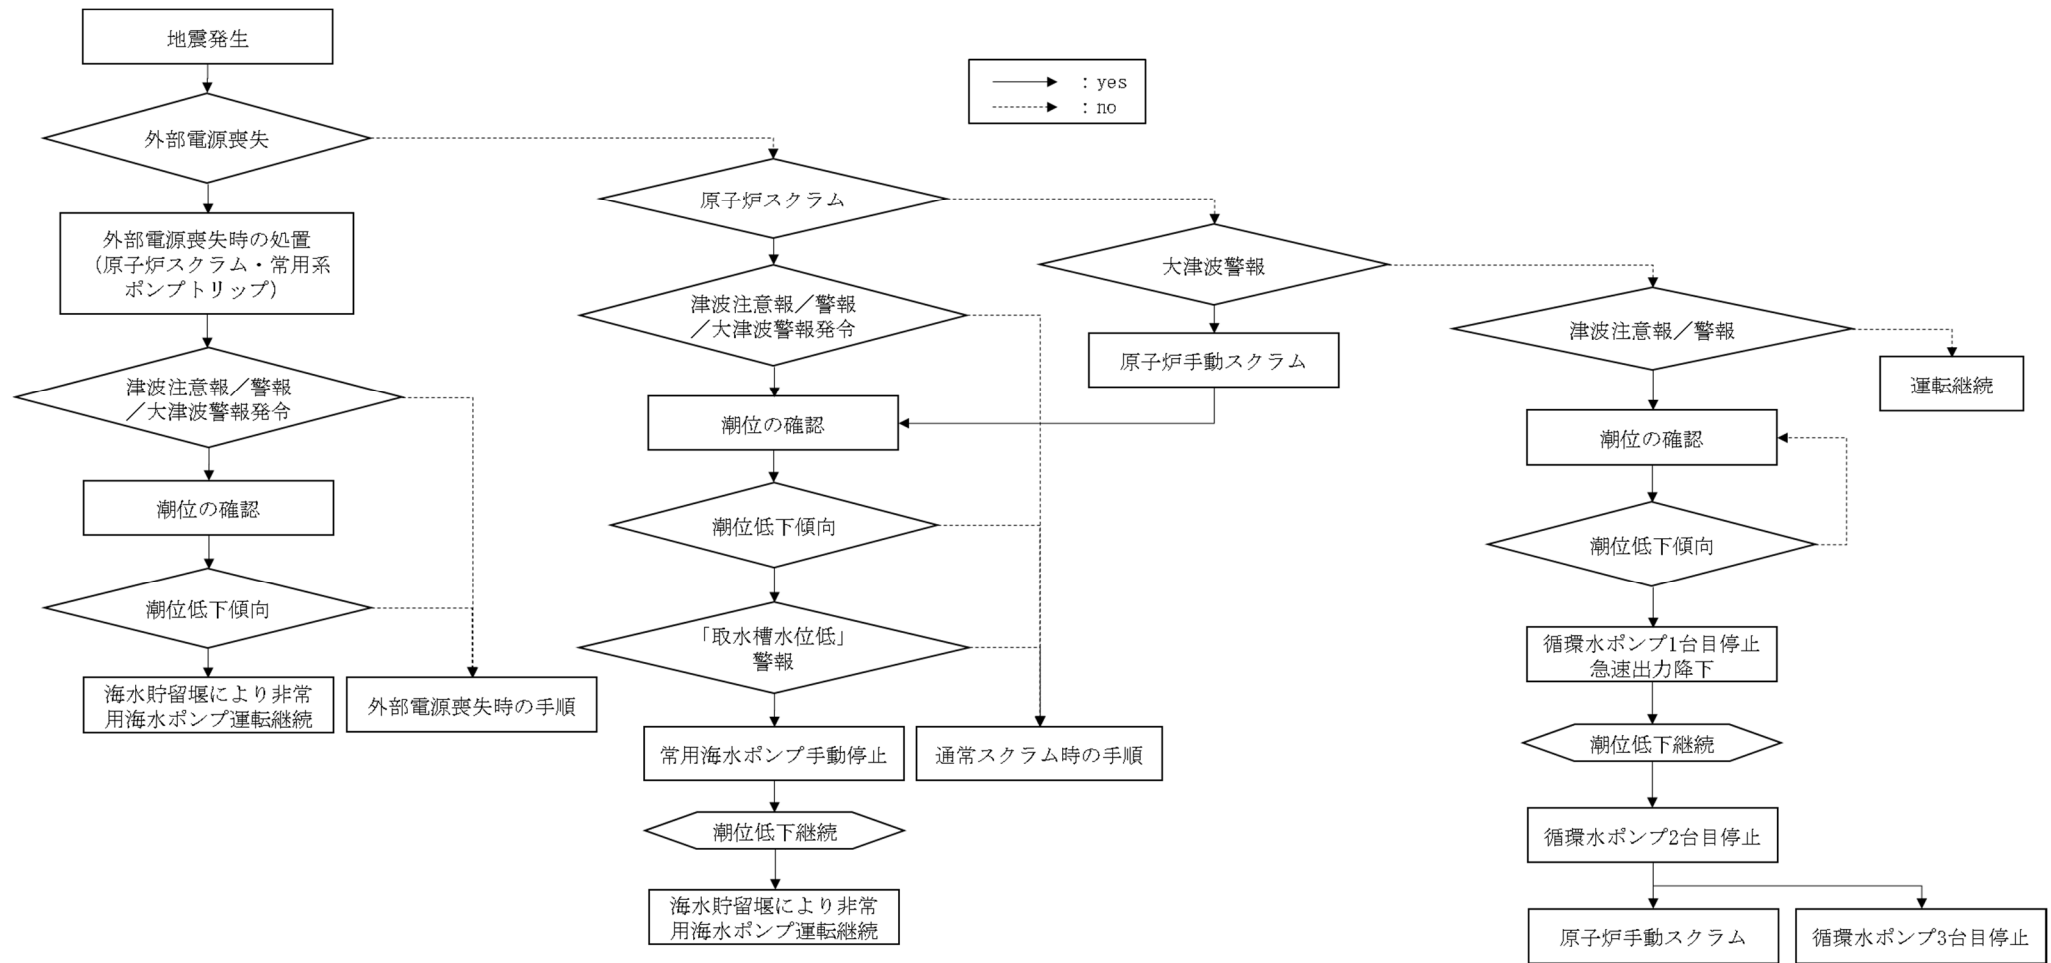 地震発生
外部電源喪失
外部電源喪失時の処置
(原子炉スクラム・常用系
ポンプトリップ)
津波注意報／警報
／大津波警報発令
潮位の確認
潮位低下傾向
海水貯留堰により非常
用海水ポンプ運転継続
外部電源喪失時の手順
: yes
: no
原子炉スクラム
津波注意報／警報
／大津波警報発令
潮位の確認
潮位低下傾向
「取水槽水位低」
警報
常用海水ポンプ手動停止
通常スクラム時の手順
潮位低下継続
海水貯留堰により非常
用海水ポンプ運転継続
大津波警報
原子炉手動スクラム
津波注意報／警報
運転継続
潮位の確認
潮位低下傾向
循環水ポンプ1台目停止
急速出力降下
潮位低下継続
循環水ポンプ2台目停止
原子炉手動スクラム
循環水ポンプ3台目停止